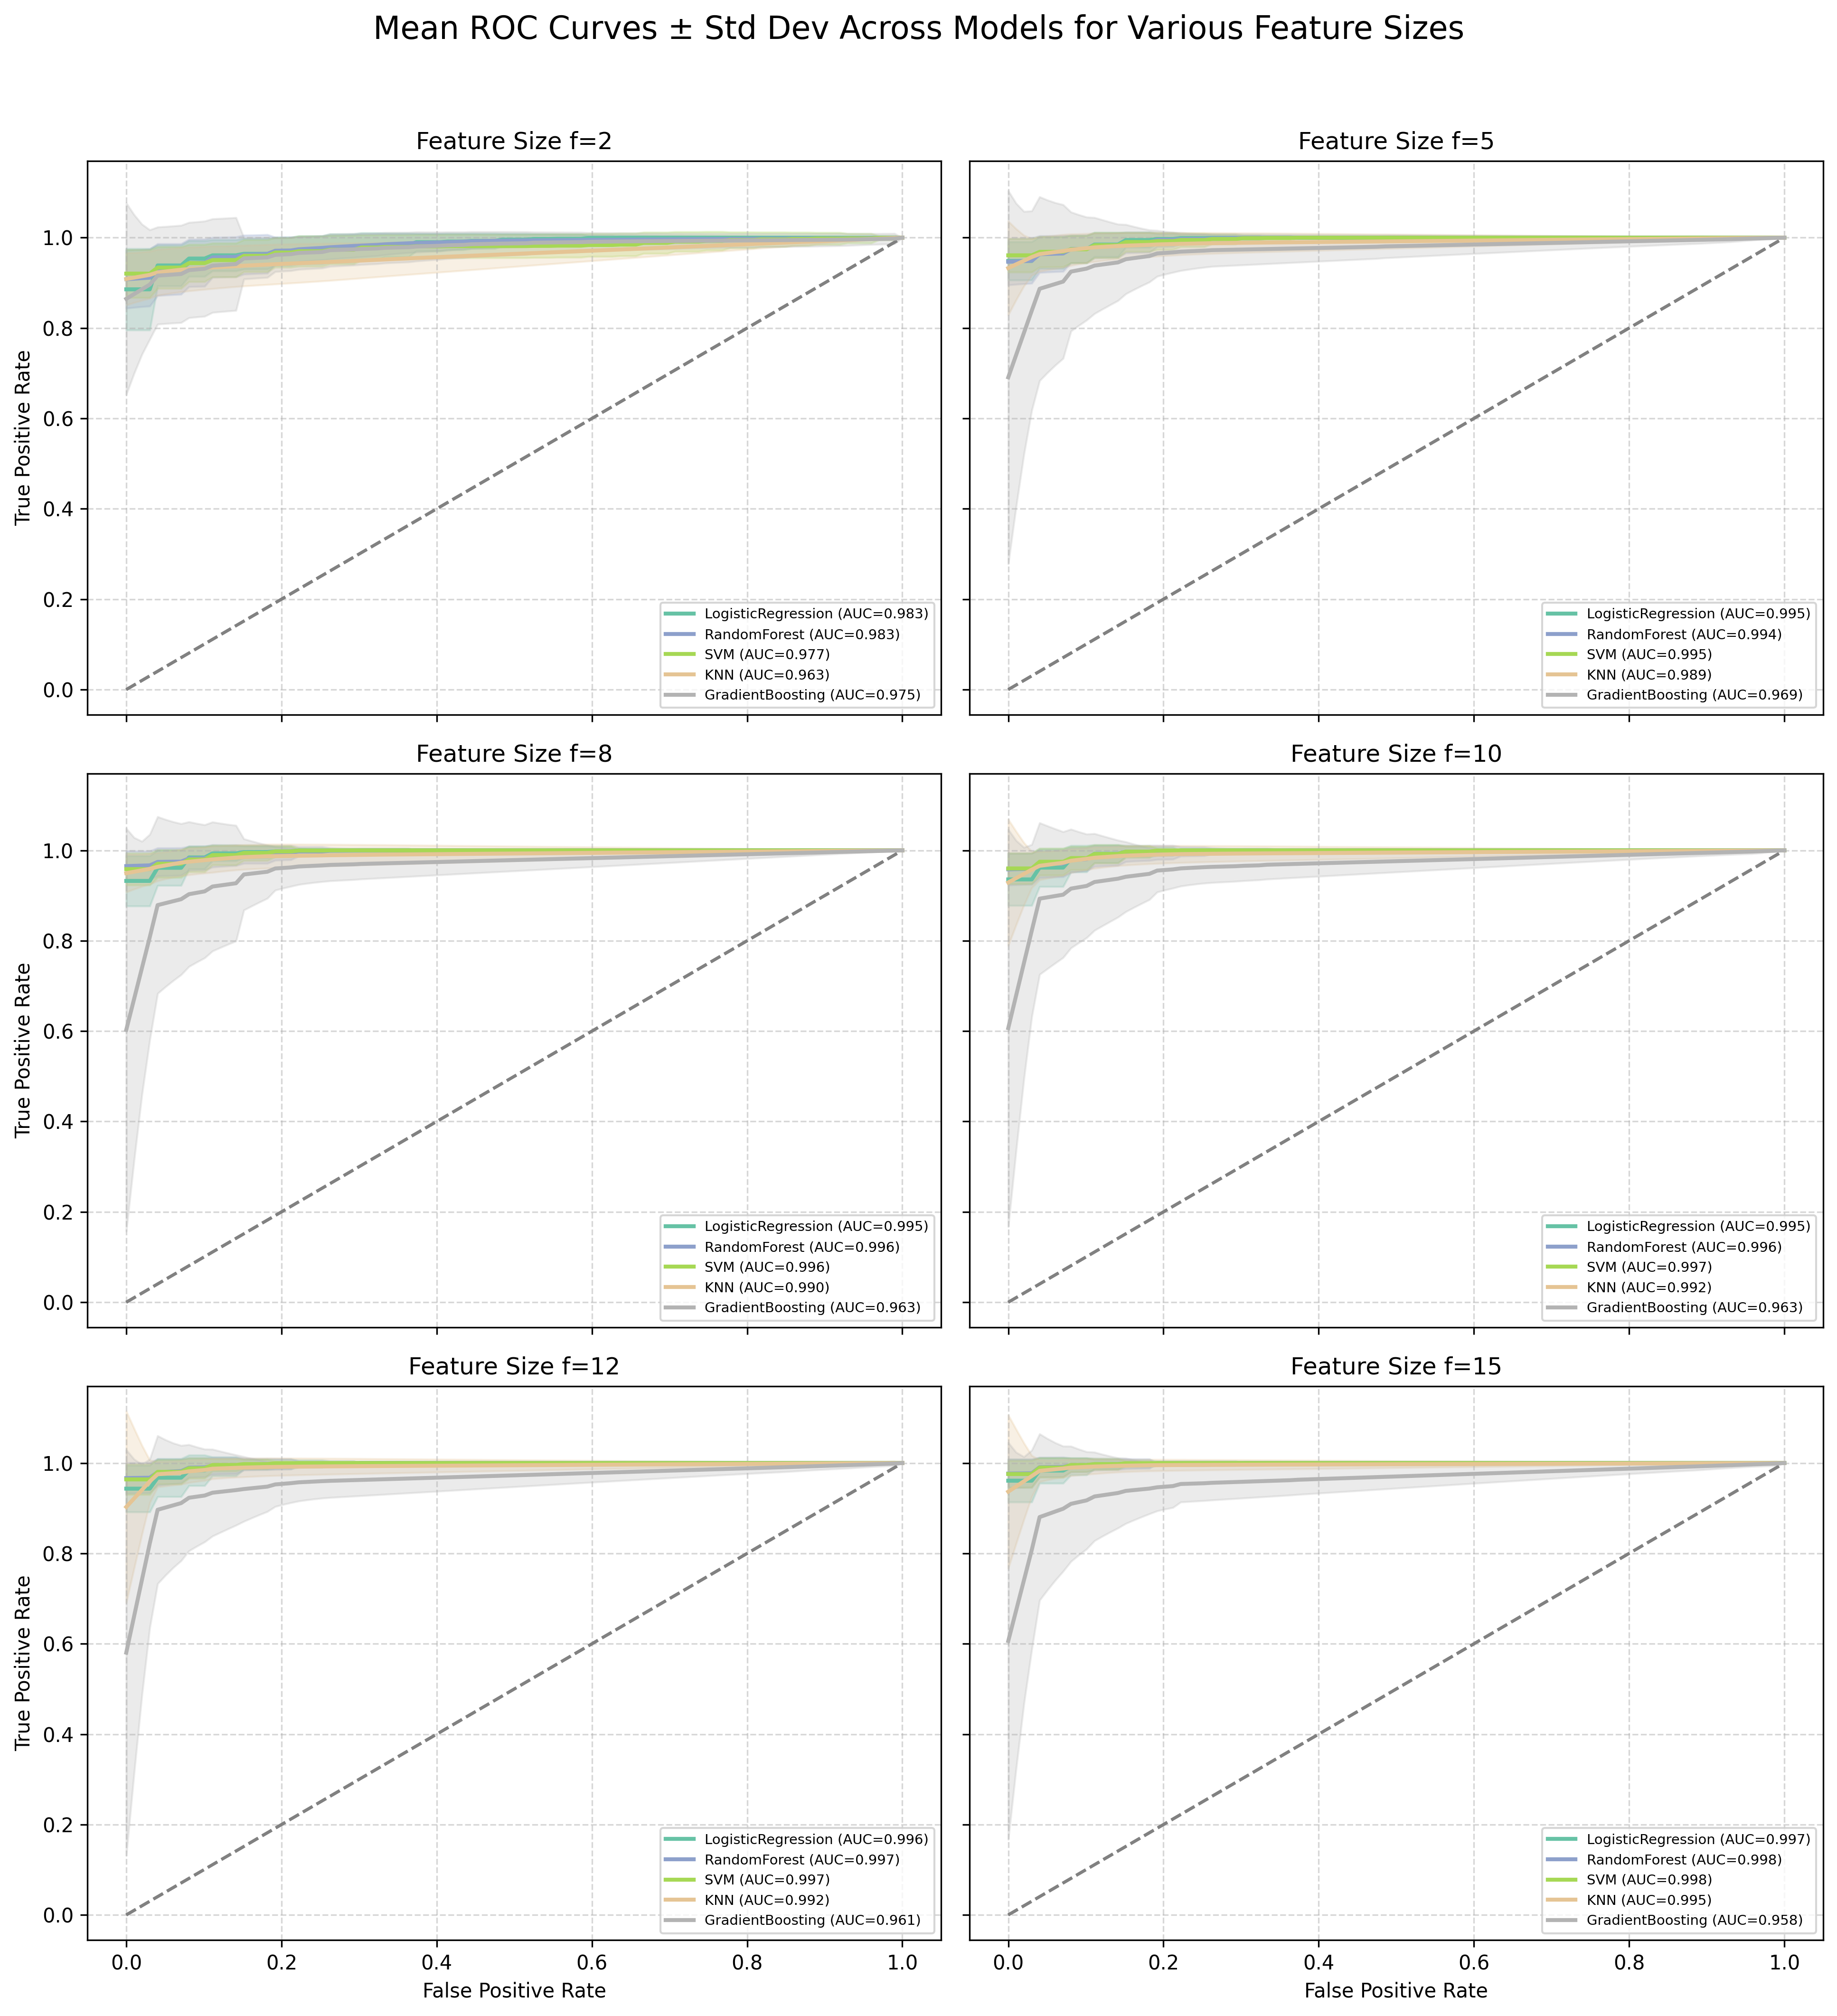 Mean ROC Curves ± Std Dev Across Models for Various Feature Sizes
Feature Size f=2
True Positive Rate
1.0
0.8
0.6
0.4
0.2
0.0
LogisticRegression (AUC=0.983)
RandomForest (AUC=0.983)
SVM (AUC=0.977)
KNN (AUC=0.963)
GradientBoosting (AUC=0.975)
Feature Size f=5
LogisticRegression (AUC=0.995)
RandomForest (AUC=0.994)
SVM (AUC=0.995)
KNN (AUC=0.989)
GradientBoosting (AUC=0.969)
Feature Size f=8
True Positive Rate
1.0
0.8
0.6
0.4
0.2
0.0
LogisticRegression (AUC=0.995)
RandomForest (AUC=0.996)
SVM (AUC=0.996)
KNN (AUC=0.990)
GradientBoosting (AUC=0.963)
Feature Size f=10
LogisticRegression (AUC=0.995)
RandomForest (AUC=0.996)
SVM (AUC=0.997)
KNN (AUC=0.992)
GradientBoosting (AUC=0.963)
Feature Size f=12
True Positive Rate
1.0
0.8
0.6
0.4
0.2
0.0
LogisticRegression (AUC=0.996)
RandomForest (AUC=0.997)
SVM (AUC=0.997)
KNN (AUC=0.992)
GradientBoosting (AUC=0.961)
0.0 0.2 0.4 0.6 0.8 1.0
False Positive Rate
Feature Size f=15
LogisticRegression (AUC=0.997)
RandomForest (AUC=0.998)
SVM (AUC=0.998)
KNN (AUC=0.995)
GradientBoosting (AUC=0.958)
0.0 0.2 0.4 0.6 0.8 1.0
False Positive Rate